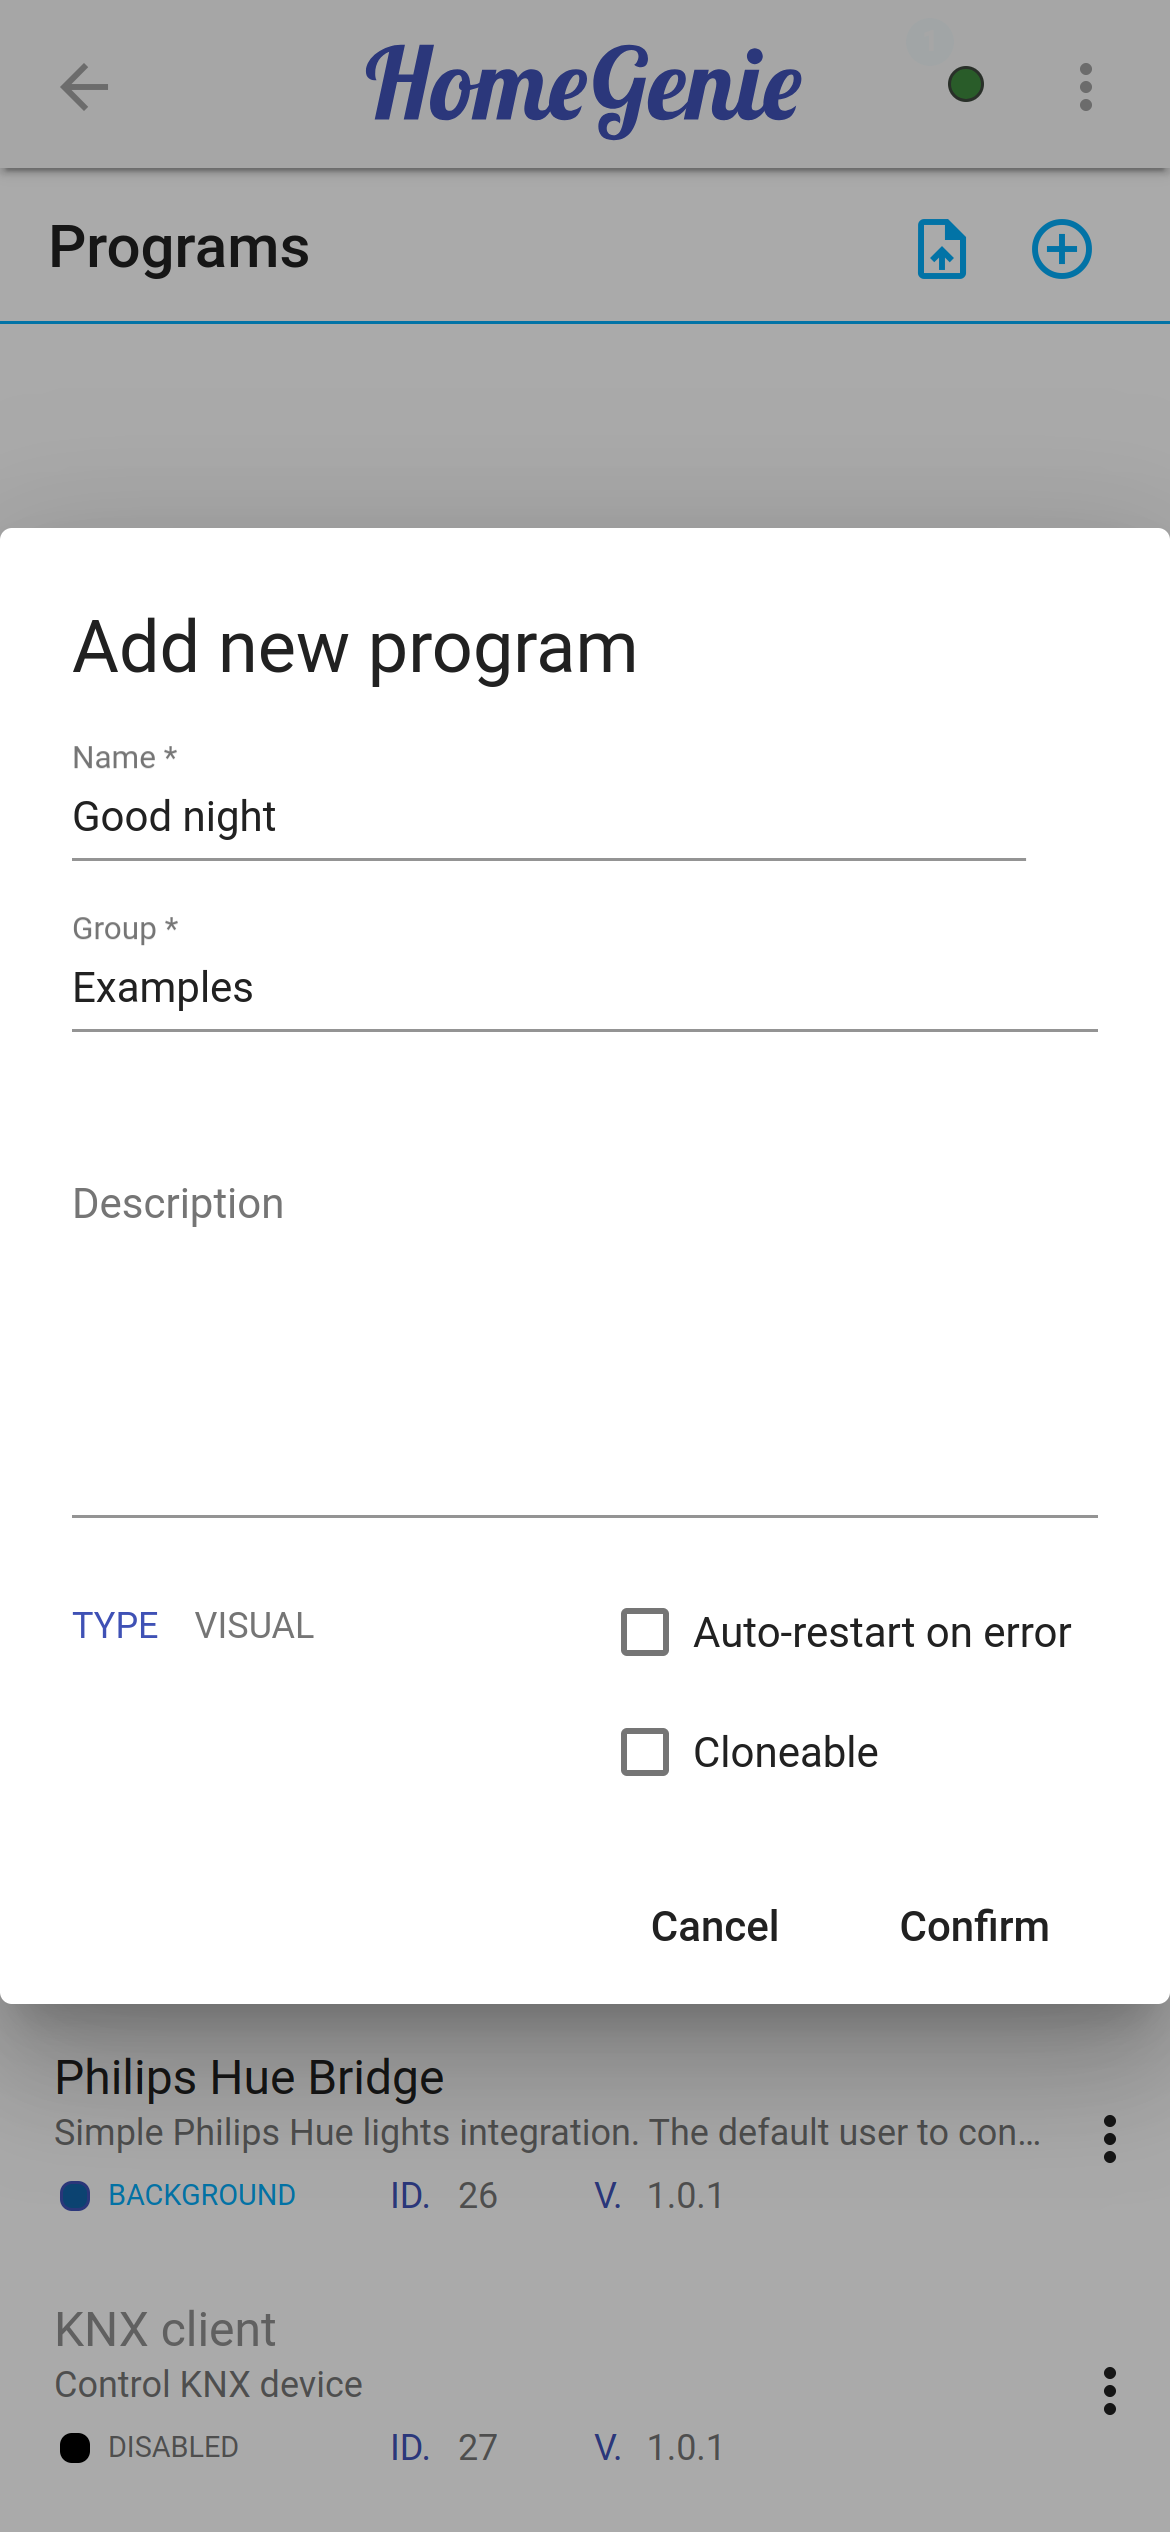 HomeGenie
Programs
Add new program
Name *
Good night
Group *
Examples
Description
TYPE VISUAL
Auto-restart on error
Cloneable
Cancel Confirm
Philips Hue Bridge
Simple Philips Hue lights integration. The default user to con...
BACKGROUND ID. 26 V. 1.0.1
KNX client
Control KNX device
DISABLED ID. 27 V. 1.0.1